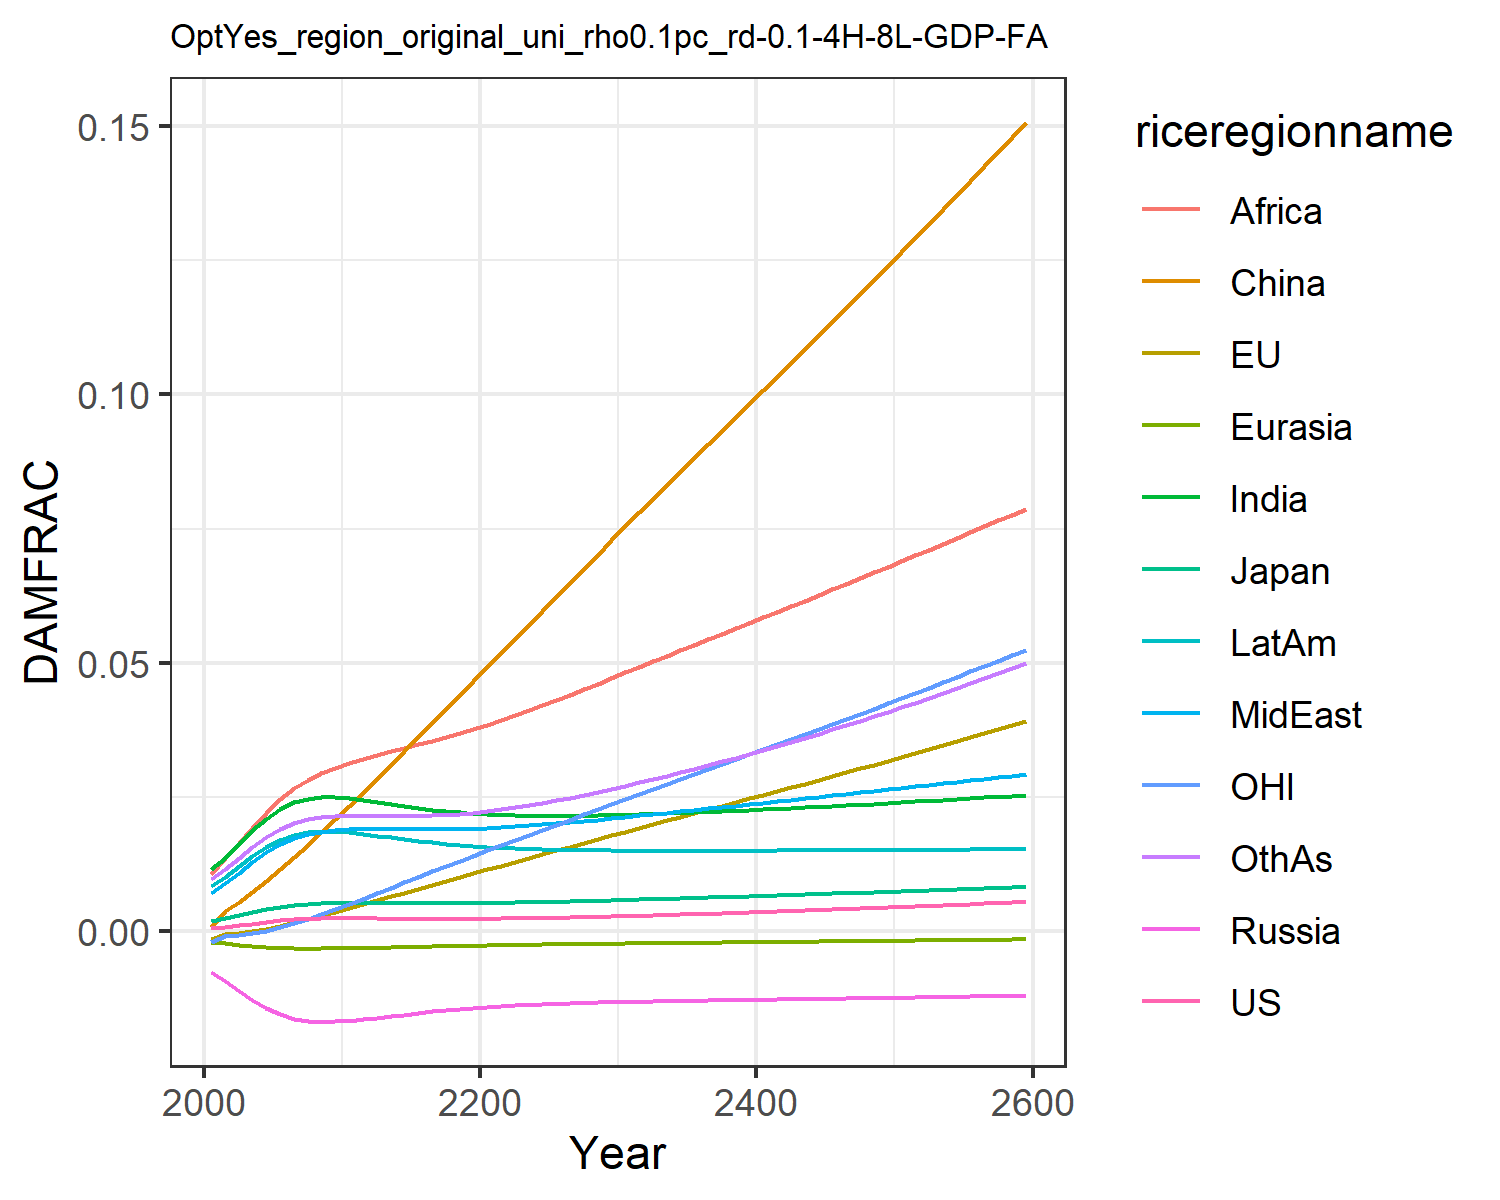 OptYes_region_original_uni_rho0.1pc_rd-0.1-4H-8L-GDP-FA
0.15
0.10
0.05
0.00
DAMFRAC
2000
2200
2400
2600
Year
riceregionname
Africa
China
EU
Eurasia
India
Japan
LatAm
MidEast
OHI
OthAs
Russia
US